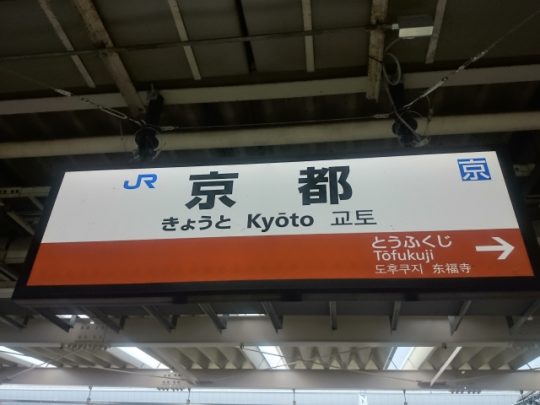 JR 京都 京
きょうと Kyōto 교토
とうふくじ
Tōfukuji
도후쿠지 东福寺